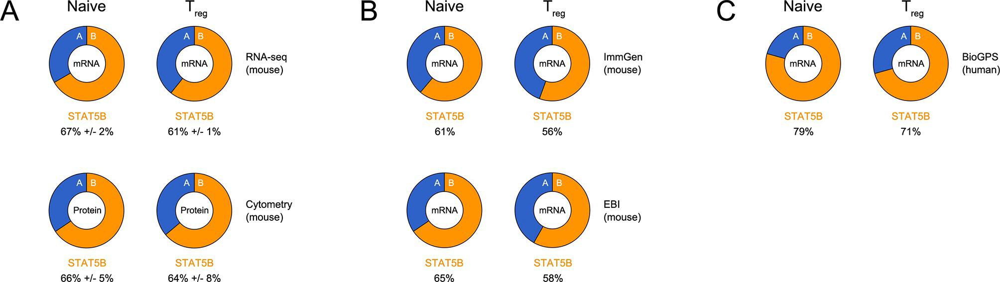 A
Naive
Treg
A B
mRNA
A B
mRNA
RNA-seq
(mouse)
STAT5B
67% +/- 2%
STAT5B
61% +/- 1%
A B
Protein
A B
Protein
Cytometry
(mouse)
STAT5B
66% +/- 5%
STAT5B
64% +/- 8%
B
Naive
Treg
A B
mRNA
A B
mRNA
ImmGen
(mouse)
STAT5B
61%
STAT5B
56%
A B
mRNA
A B
mRNA
EBI
(mouse)
STAT5B
65%
STAT5B
58%
C
Naive
Treg
A B
mRNA
A B
mRNA
BioGPS
(human)
STAT5B
79%
STAT5B
71%